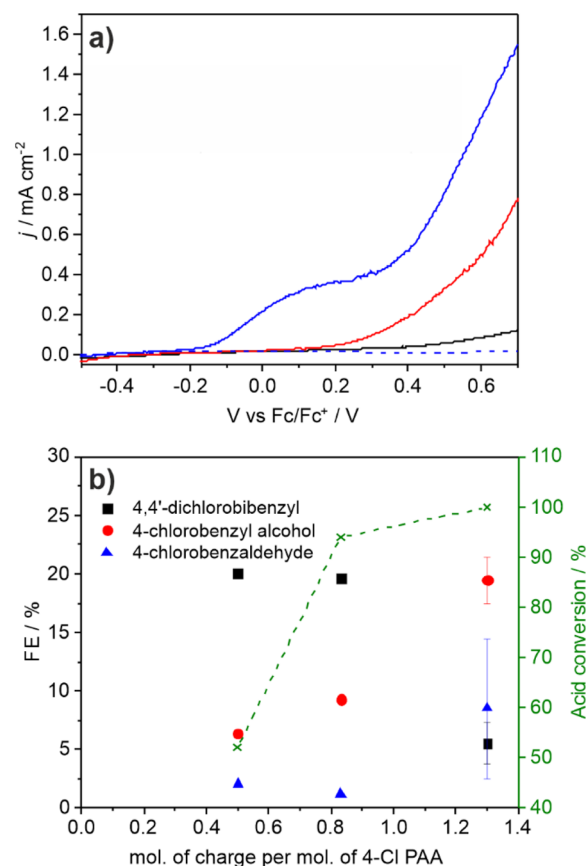 a)
1.6
1.4
1.2
1.0
0.8
0.6
0.4
0.2
0.0
j / mA cm⁻²
-0.4 -0.2 0.0 0.2 0.4 0.6
V vs Fc/Fc⁺ / V
b)
30
25
20
15
10
5
0
FE / %
4,4'-dichlorobibenzyl
4-chlorobenzyl alcohol
4-chlorobenzaldehyde
110
100
90
80
70
60
50
40
Acid conversion / %
0.0 0.2 0.4 0.6 0.8 1.0 1.2 1.4
mol. of charge per mol. of 4-Cl PAA